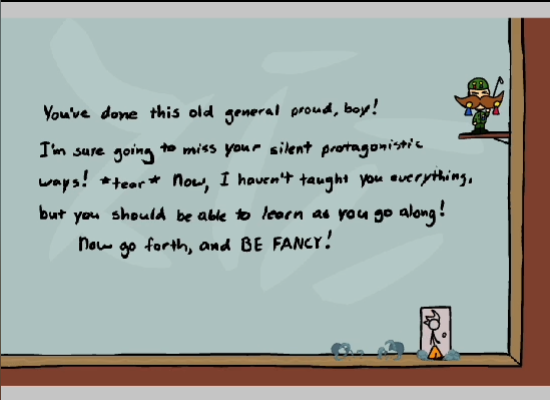 You've done this old general proud, boy!
I'm sure going to miss your silent protagonistic
ways! *tear* Now, I haven't taught you everything,
but you should be able to learn as you go along!
Now go forth, and BE FANCY!